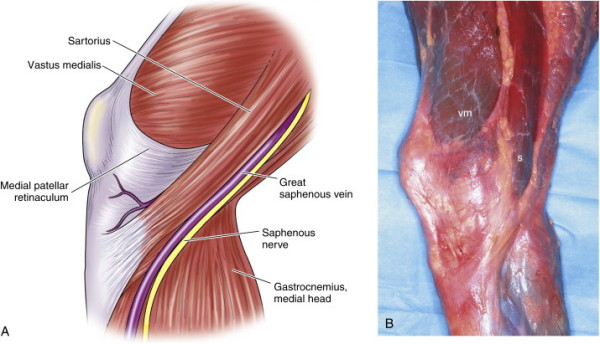 Sartorius
Vastus medialis
Medial patellar
retinaculum
Great
saphenous vein
Saphenous
nerve
Gastrocnemius,
medial head
A
vm
s
B